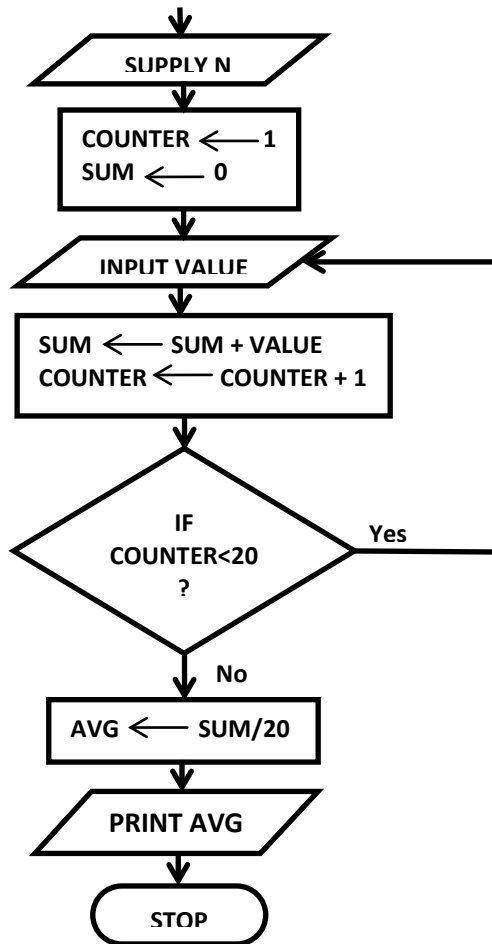 SUPPLY N
COUNTER ← 1
SUM ← 0
INPUT VALUE
SUM ← SUM + VALUE
COUNTER ← COUNTER + 1
IF
COUNTER<20
?
Yes
No
AVG ← SUM/20
PRINT AVG
STOP